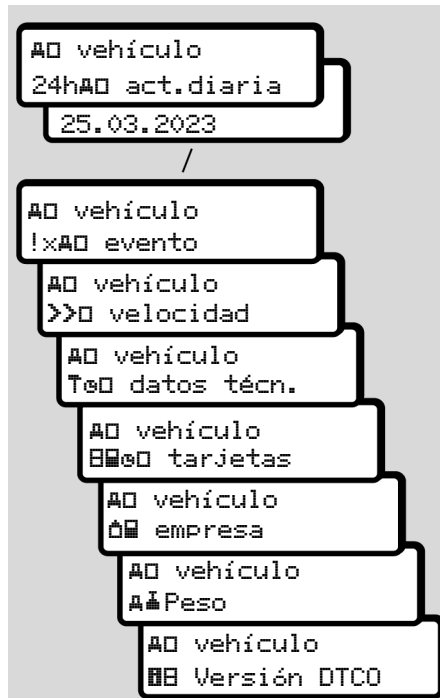 vehículo
24h act.diaria
25.03.2023
/
vehículo
!x evento
vehículo
>> velocidad
vehículo
datos técn.
vehículo
tarjetas
vehículo
empresa
vehículo
Peso
vehículo
Versión DTCO